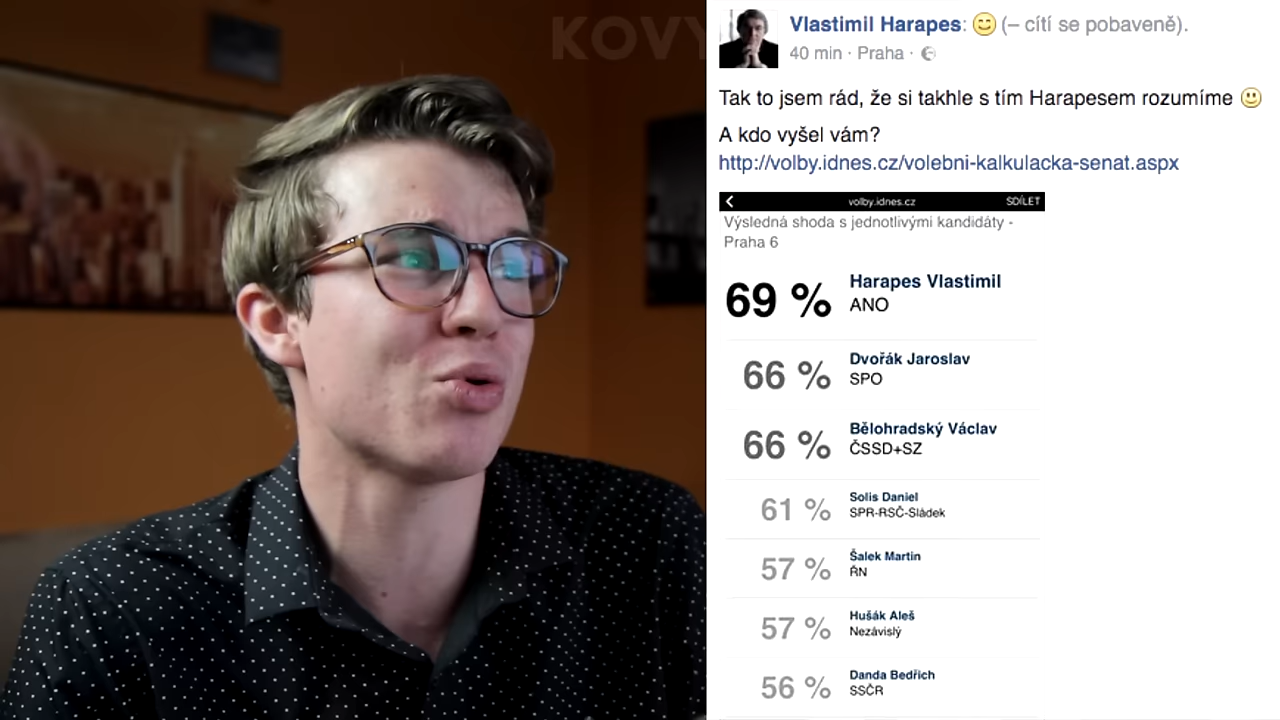 KOVY
Vlastimil Harapes: 😊 (– cítí se pobaveně).
40 min · Praha ·
Tak to jsem rád, že si takhle s tím Harapesem rozumíme 🙂
A kdo vyšel vám?
http://volby.idnes.cz/volebni-kalkulacka-senat.aspx
volby.idnes.cz SDÍLET
Výsledná shoda s jednotlivými kandidáty -
Praha 6
69 % Harapes Vlastimil
ANO
66 % Dvořák Jaroslav
SPO
66 % Bělohradský Václav
ČSSD+SZ
61 % Solis Daniel
SPR-RSČ-Sládek
57 % Šalek Martin
ŘN
57 % Hušák Aleš
Nezávislý
56 % Danda Bedřich
SSČR